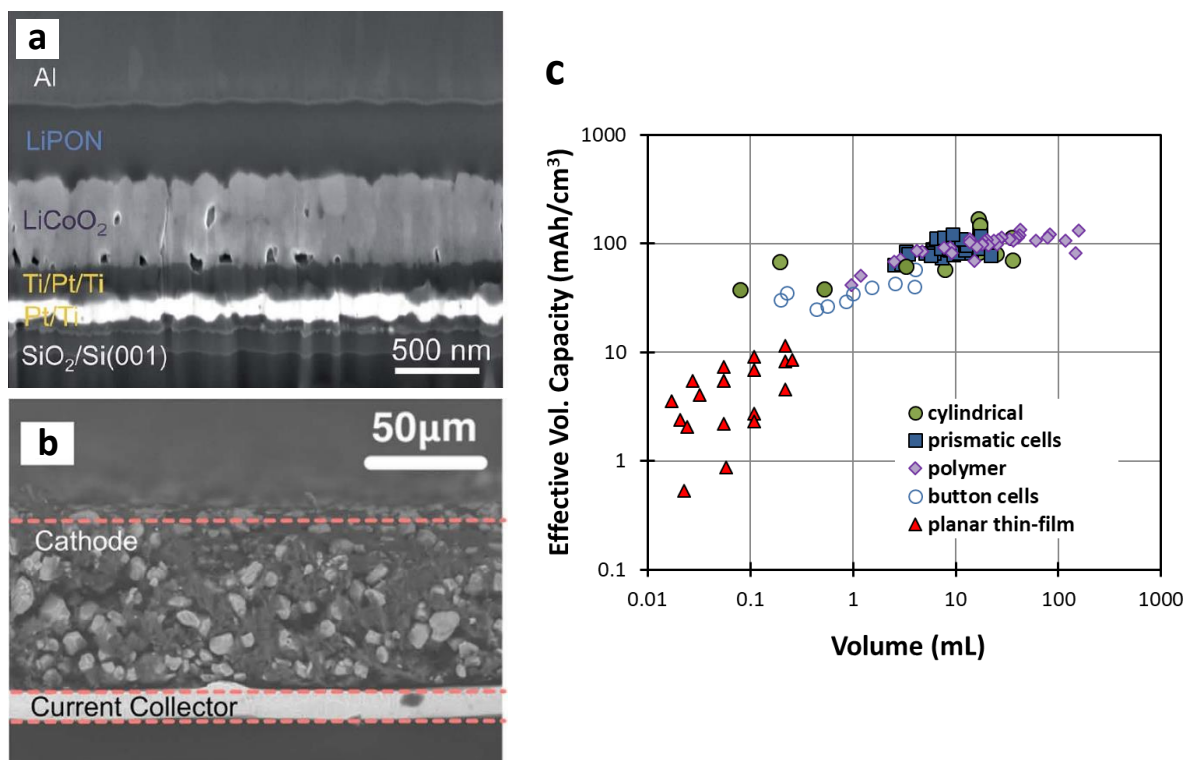 a
Al
LiPON
LiCoO₂
Ti/Pt/Ti
Pt/Ti
SiO₂/Si(001)
500 nm
b
50μm
Cathode
Current Collector
c
Effective Vol. Capacity (mAh/cm³)
1000
100
10
1
0.1
0.01
0.1
1
10
100
1000
Volume (mL)
cylindrical
prismatic cells
polymer
button cells
planar thin-film